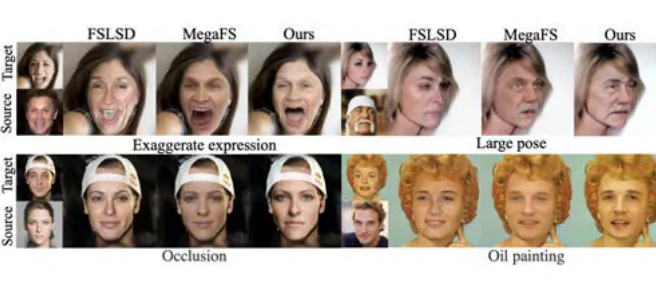 FSLSD MegaFS Ours FSLSD MegaFS Ours
Target
Source
Exaggerate expression Large pose
Target
Source
Occlusion Oil painting